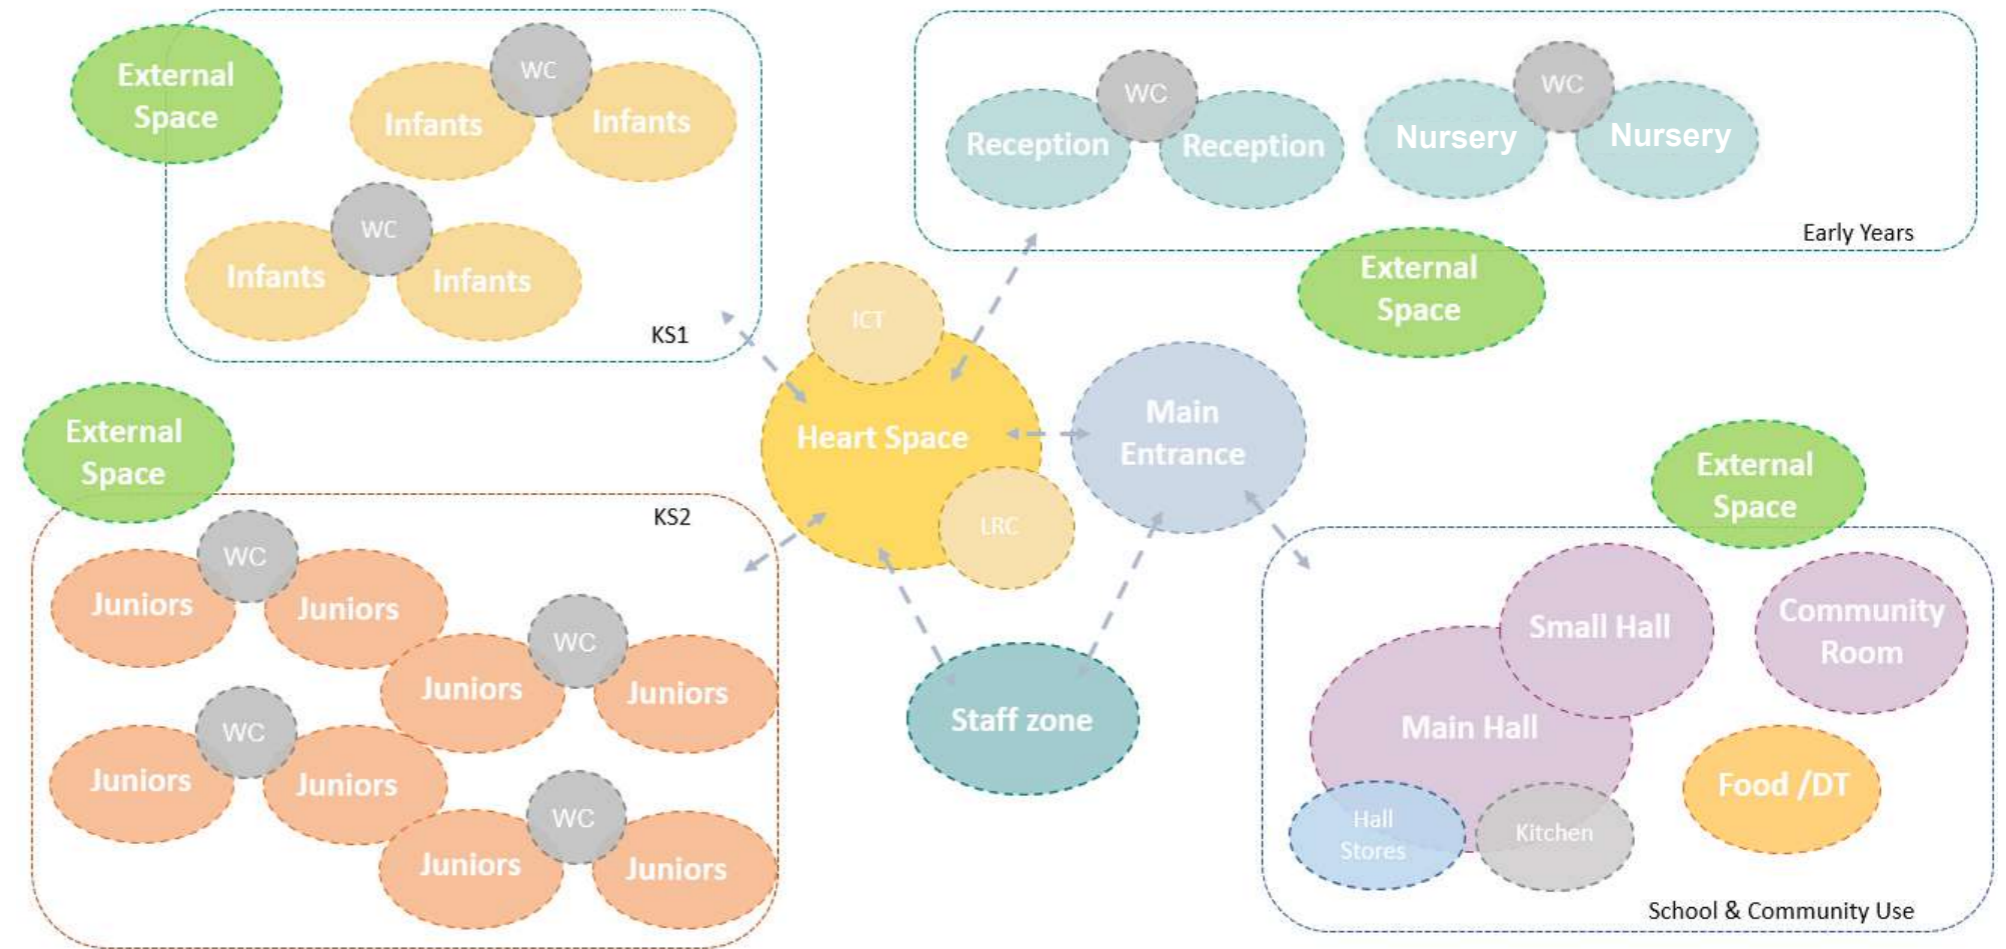 External
Space
WC
Infants
Infants
WC
Infants
Infants
KS1
WC
Reception
Reception
WC
Nursery
Nursery
Early Years
External
Space
ICT
Heart Space
LRC
Main
Entrance
Staff zone
External
Space
KS2
WC
Juniors
Juniors
WC
Juniors
Juniors
WC
Juniors
Juniors
WC
Juniors
Juniors
External
Space
Small Hall
Community
Room
Main Hall
Food /DT
Hall
Stores
Kitchen
School & Community Use